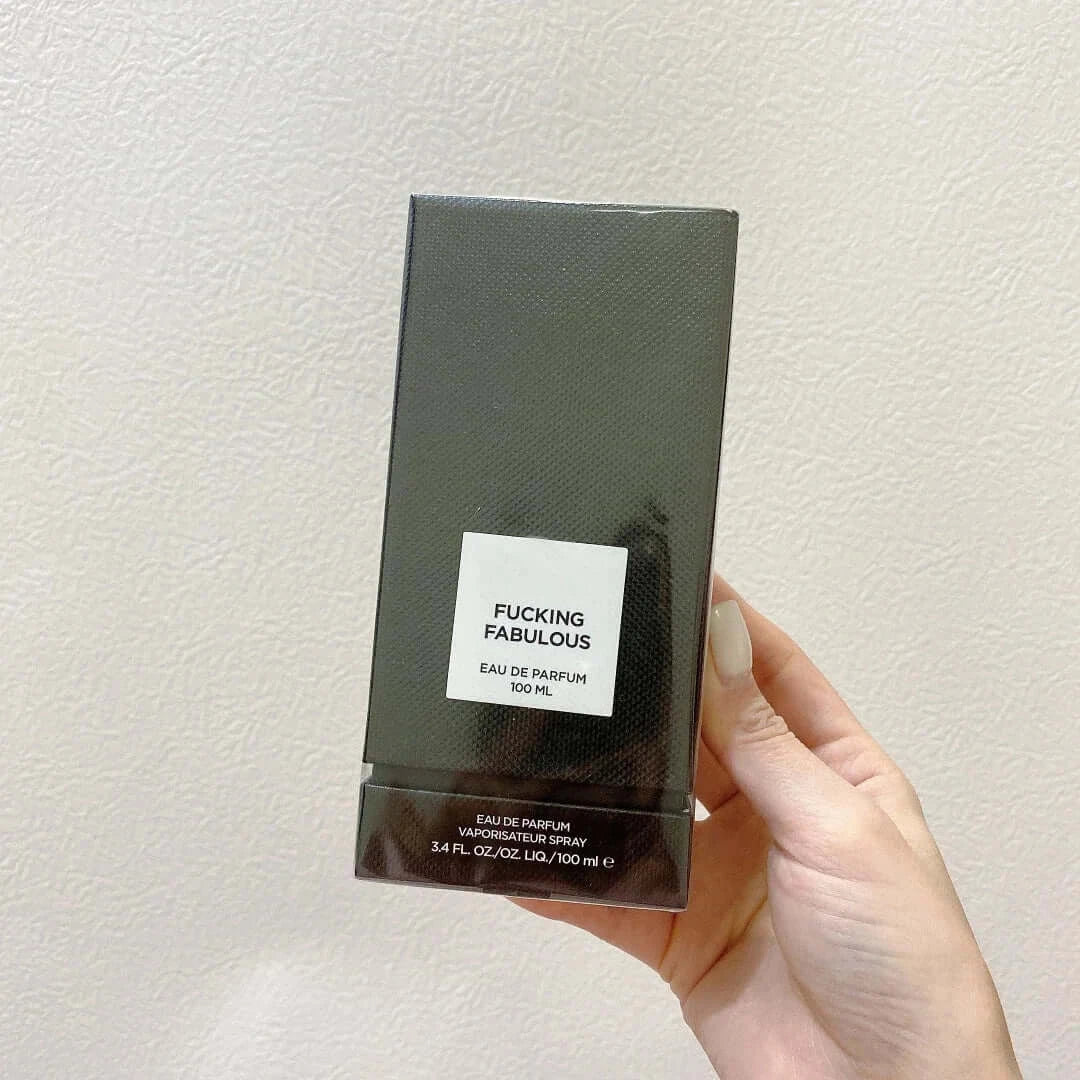 FUCKING
FABULOUS
EAU DE PARFUM
100 ML
EAU DE PARFUM
VAPORISATEUR SPRAY
3.4 FL. OZ./OZ. LIQ./100 ml ℮